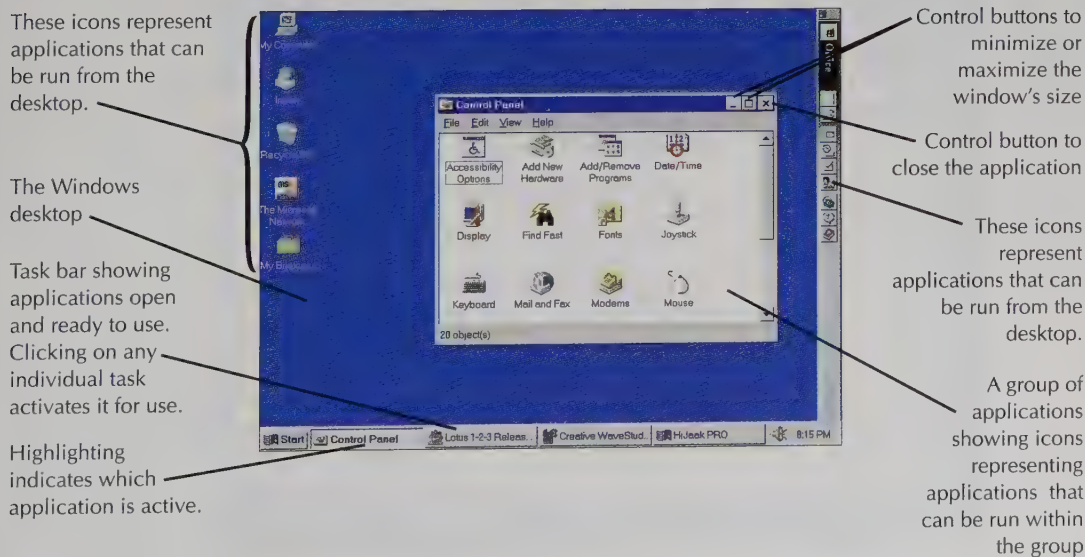 These icons represent
applications that can
be run from the
desktop.
The Windows
desktop
Task bar showing
applications open
and ready to use.
Clicking on any
individual task
activates it for use.
Highlighting
indicates which
application is active.
My
Recycle
The Microsoft
Network
My
Control Panel
File Edit View Help
Accessibility
Options
Add New
Hardware
Add/Remove
Programs
Date/Time
Display
Find Fast
Fonts
Joystick
Keyboard
Mail and Fax
Modems
Mouse
20 object(s)
Office
Start
Control Panel
Lotus 1-2-3 Releas..
Creative WaveStud..
HiJaak PRO
8:15 PM
Control buttons to
minimize or
maximize the
window's size
Control button to
close the application
These icons
represent
applications that can
be run from the
desktop.
A group of
applications
showing icons
representing
applications that
can be run within
the group